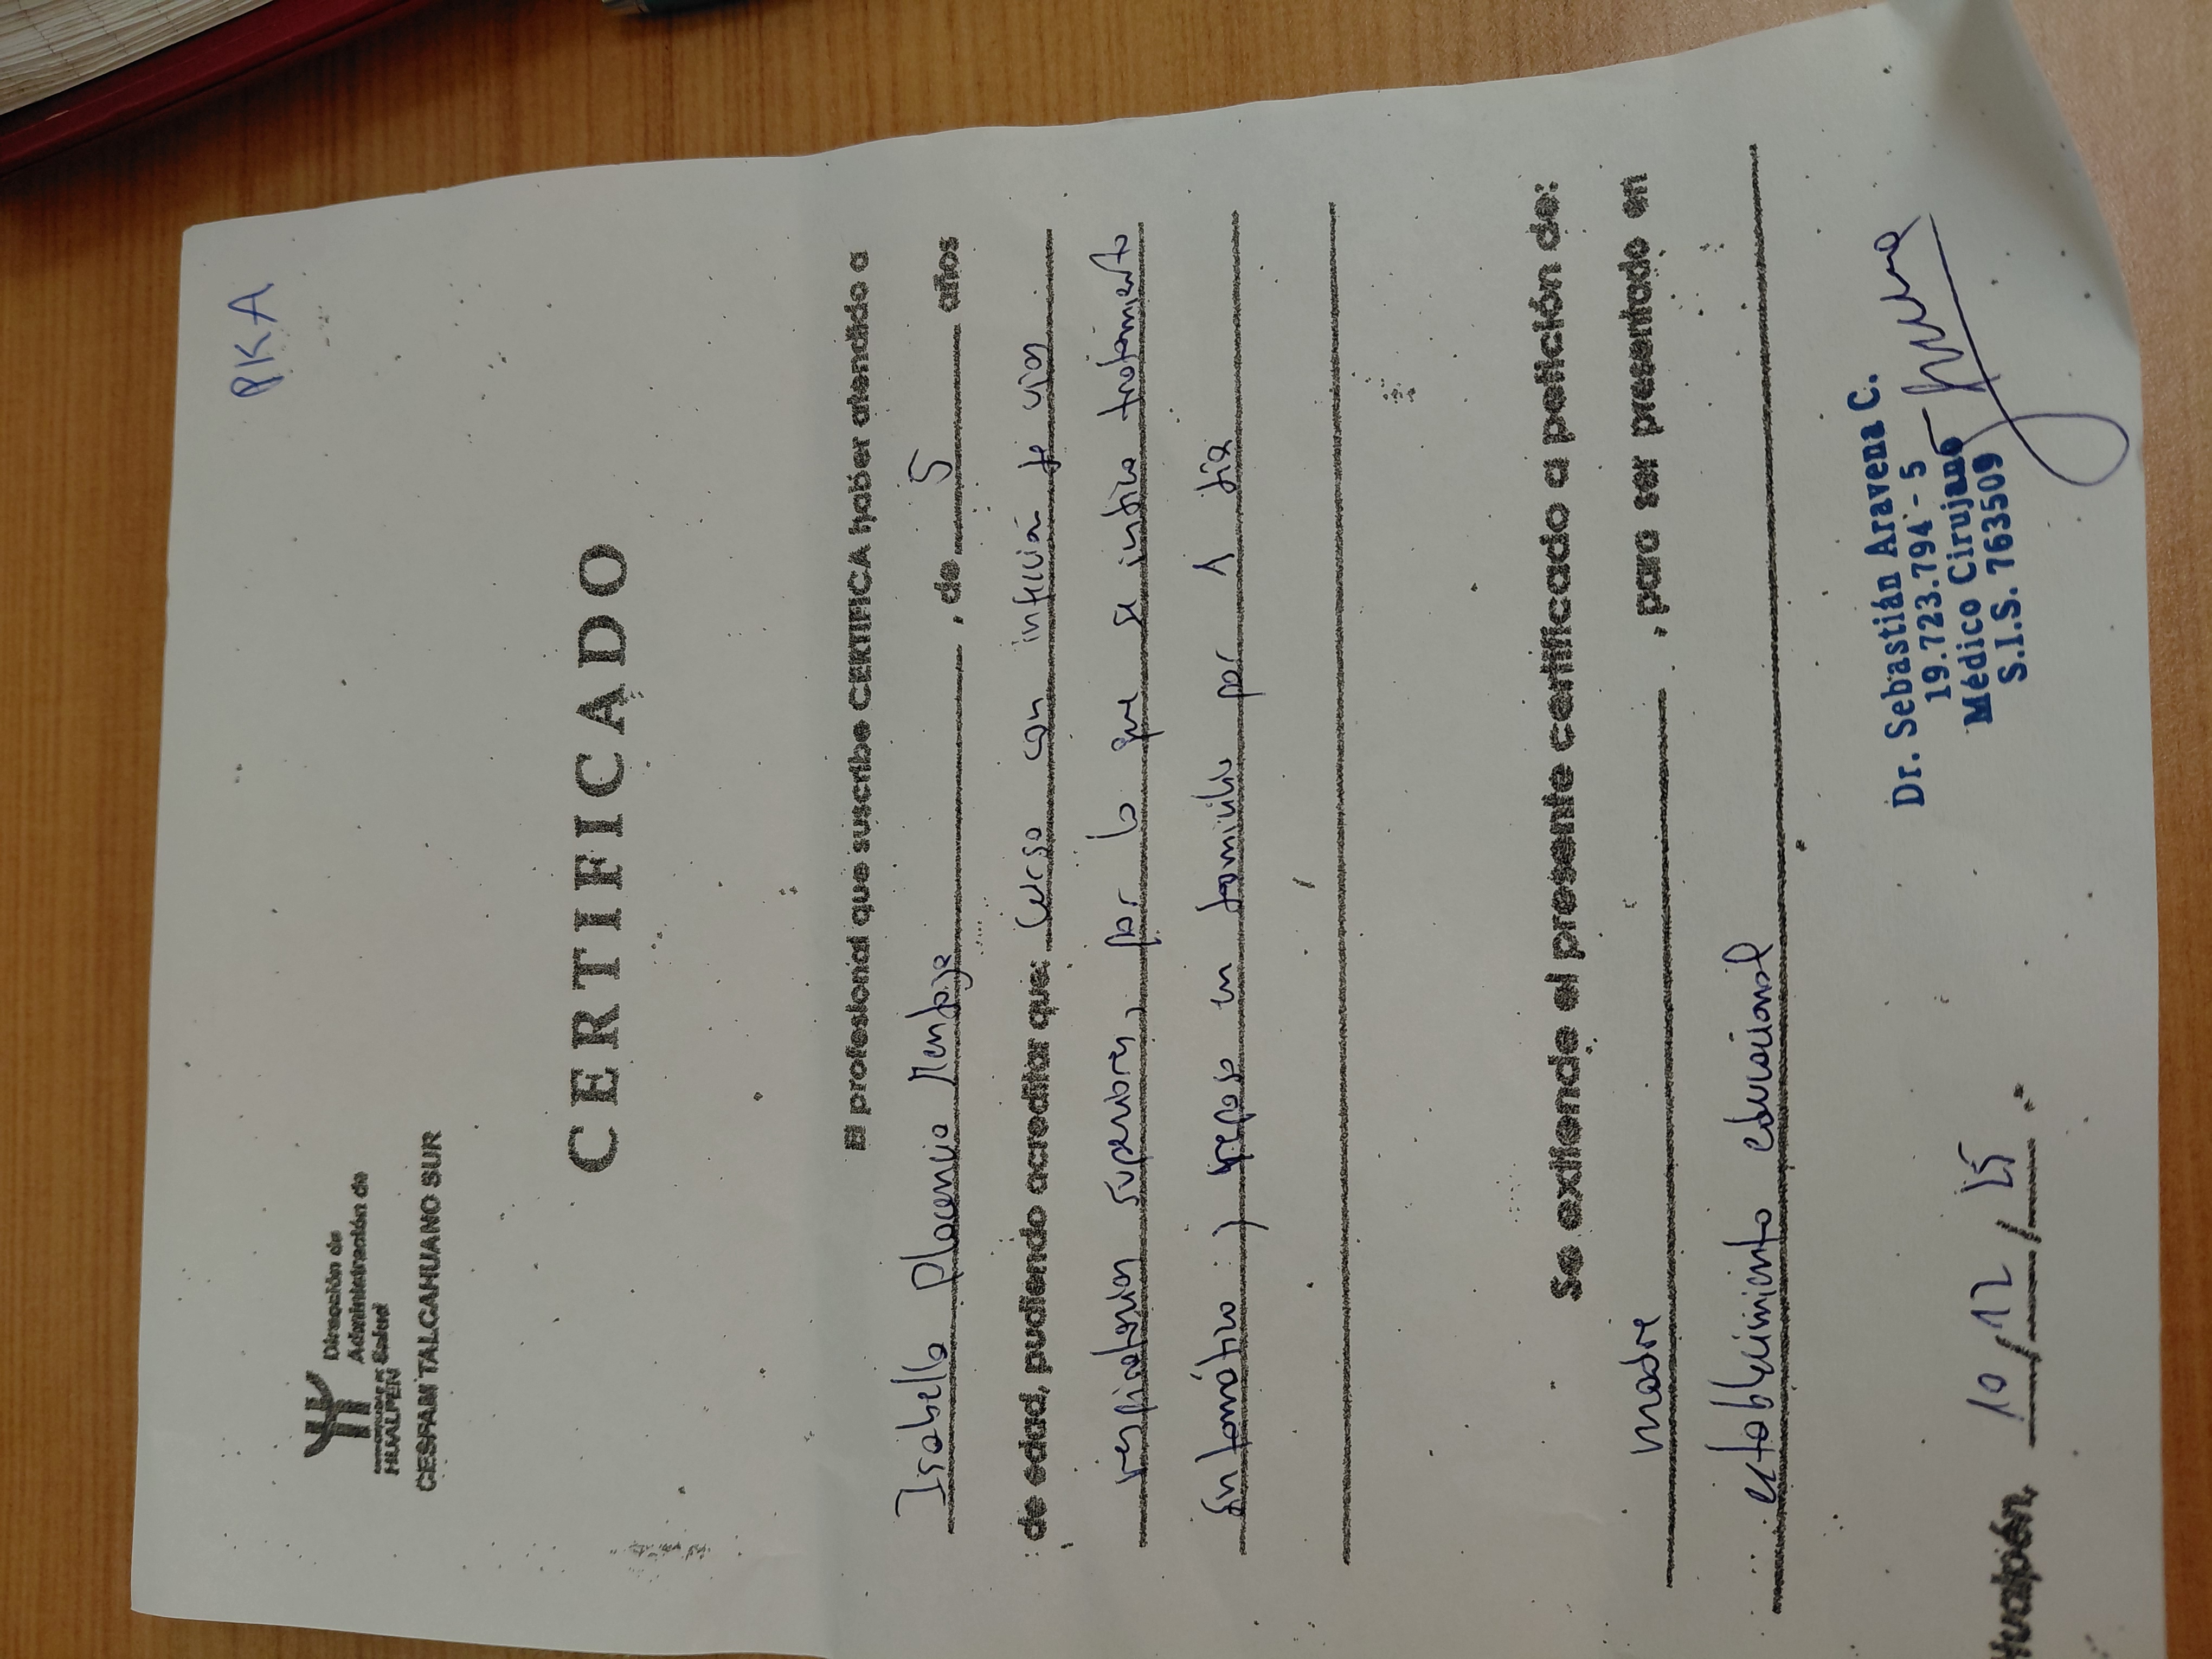 PKA
Dirección de
Administración de
Salud
HUALPEN
CESFAM TALCAHUANO SUR
CERTIFICADO
El profesional que suscribe CERTIFICA haber atendido a
Isabella Placencia , de 5 años
de edad, pudiendo acreditar que: Curso con infección de vías
respiratorias superiores, por lo que se indica tratamiento
sintomático y reposo en domicilio por 1 día
Se extiende el presente certificado a petición de:
madre , para ser presentado en
establecimiento educacional
Dr. Sebastián Aravena C.
19.723.794-5
Médico Cirujano
S.I.S. 763509
Hualpén, 10/12/25